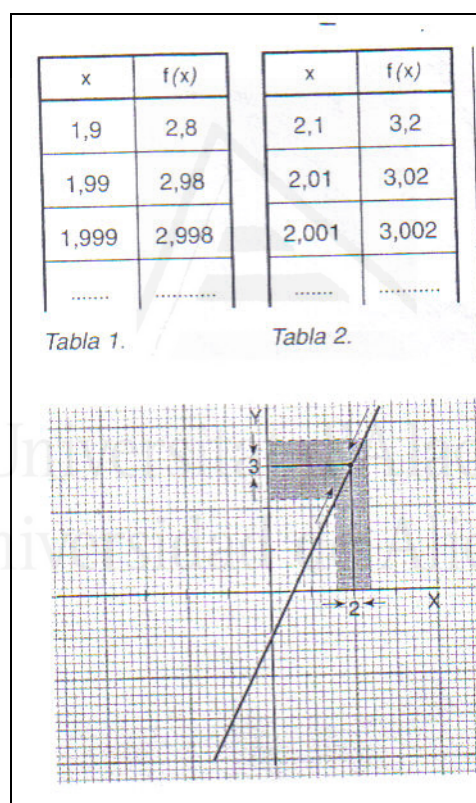 x f(x) x f(x)
1,9 2,8 2,1 3,2
1,99 2,98 2,01 3,02
1,999 2,998 2,001 3,002
....... ........... ....... ...........
Tabla 1. Tabla 2.
Y
3
2 X